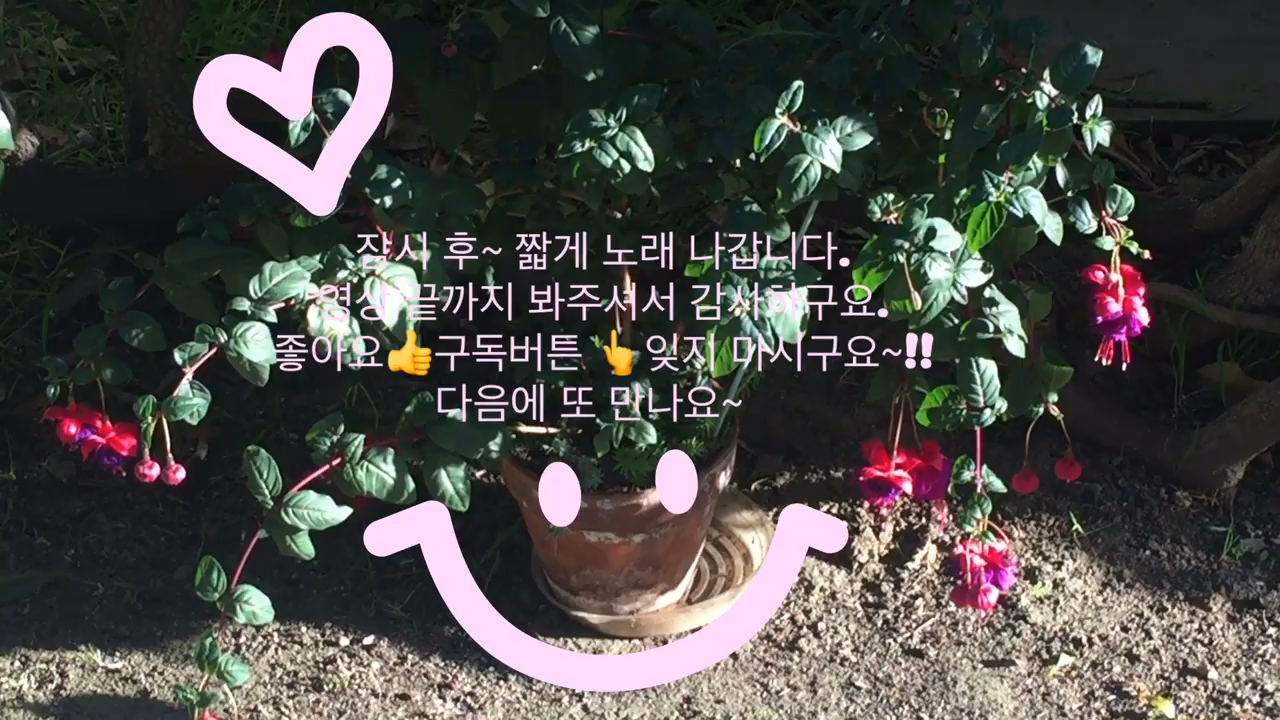 잠시 후~ 짧게 노래 나갑니다.
영상 끝까지 봐주셔서 감사하구요.
좋아요👍구독버튼 👆잊지 마시구요~‼
다음에 또 만나요~